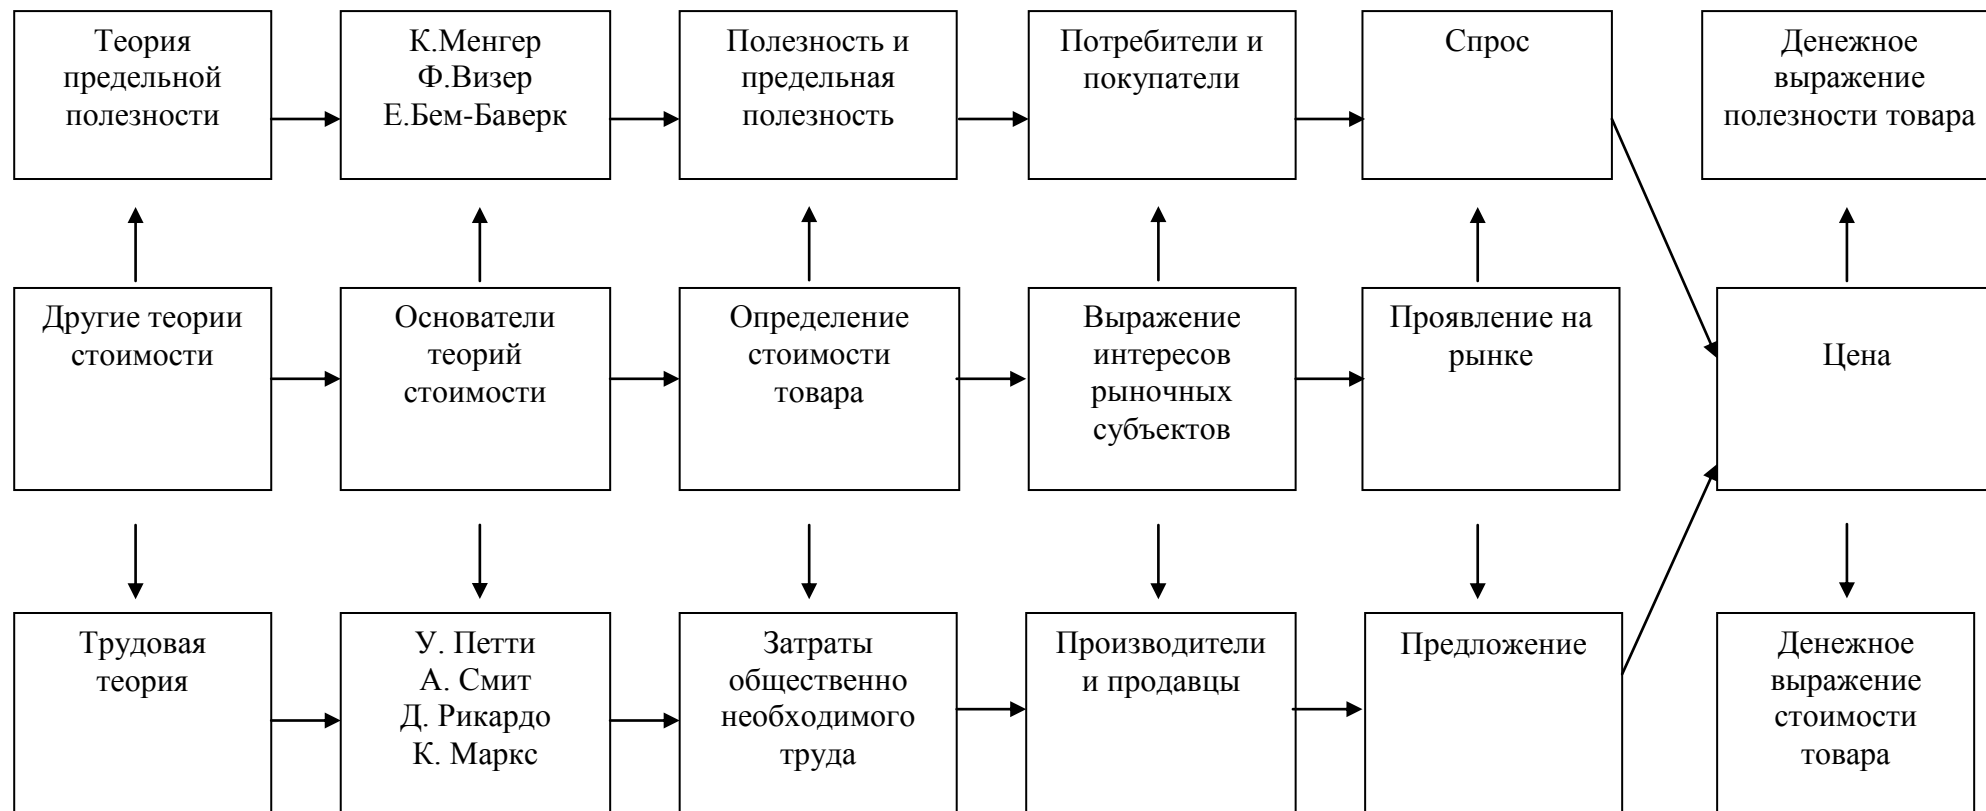 Теория
предельной
полезности
К.Менгер
Ф.Визер
Е.Бем-Баверк
Полезность и
предельная
полезность
Потребители и
покупатели
Спрос
Денежное
выражение
полезности товара
Другие теории
стоимости
Основатели
теорий
стоимости
Определение
стоимости
товара
Выражение
интересов
рыночных
субъектов
Проявление на
рынке
Цена
Трудовая
теория
У. Петти
А. Смит
Д. Рикардо
К. Маркс
Затраты
общественно
необходимого
труда
Производители
и продавцы
Предложение
Денежное
выражение
стоимости
товара